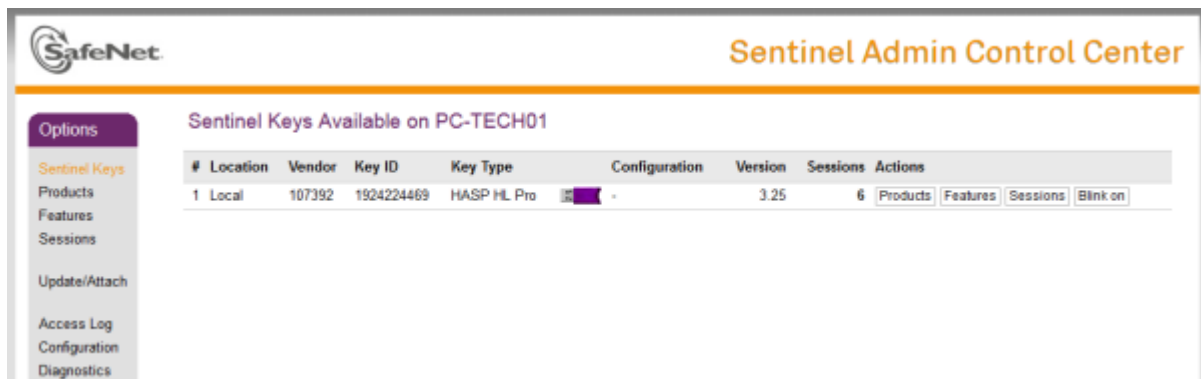 SafeNet.
Sentinel Admin Control Center
Options
Sentinel Keys
Products
Features
Sessions
Update/Attach
Access Log
Configuration
Diagnostics
Sentinel Keys Available on PC-TECH01
# Location Vendor Key ID Key Type Configuration Version Sessions Actions
1 Local 107392 1924224469 HASP HL Pro - 3.25 6 Products Features Sessions Blink on